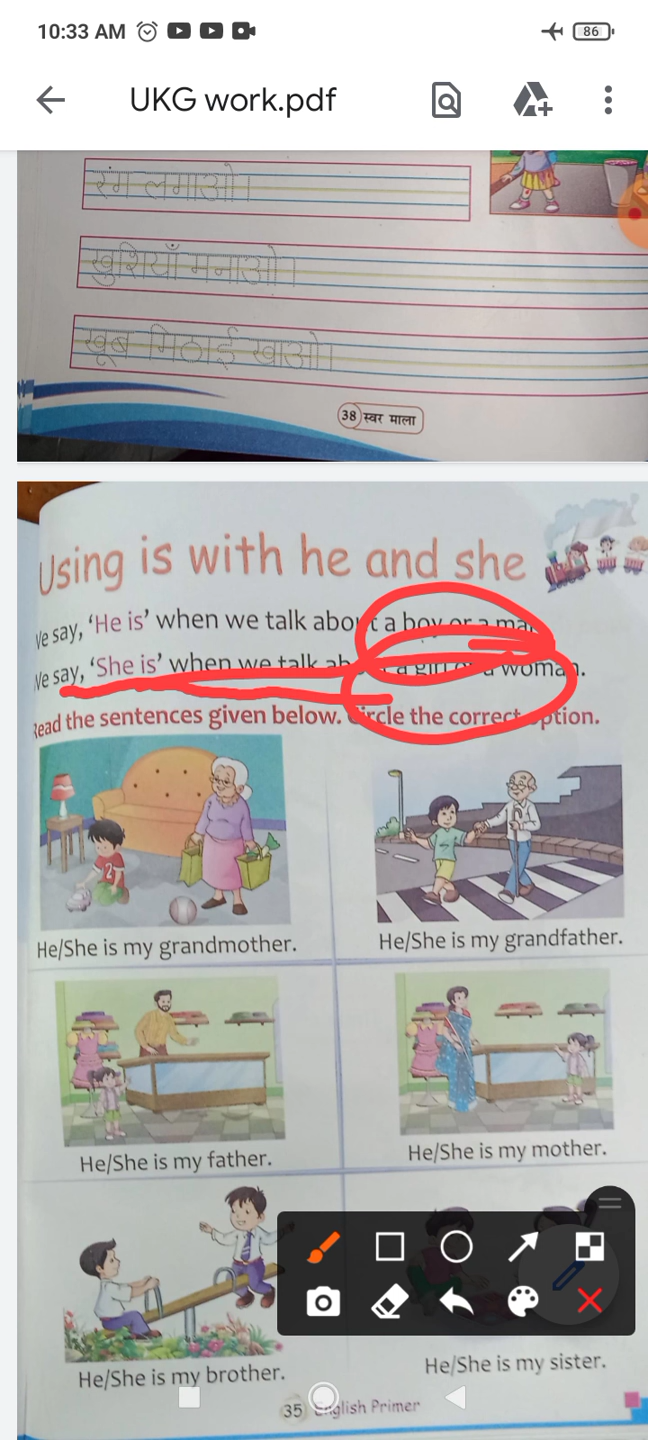 10:33 AM
86
UKG work.pdf
रंग लगाओ।
खुशियाँ मनाओ।
खूब मिठाई खाओ।
38 स्वर माला
Using is with he and she
We say, ‘He is’ when we talk about a boy or a man
We say, ‘She is’ when we talk a girl or a woman.
Read the sentences given below. Circle the correct option.
2
He/She is my grandmother.
He/She is my grandfather.
He/She is my father.
He/She is my mother.
He/She is my brother.
He/She is my sister.
35 English Primer